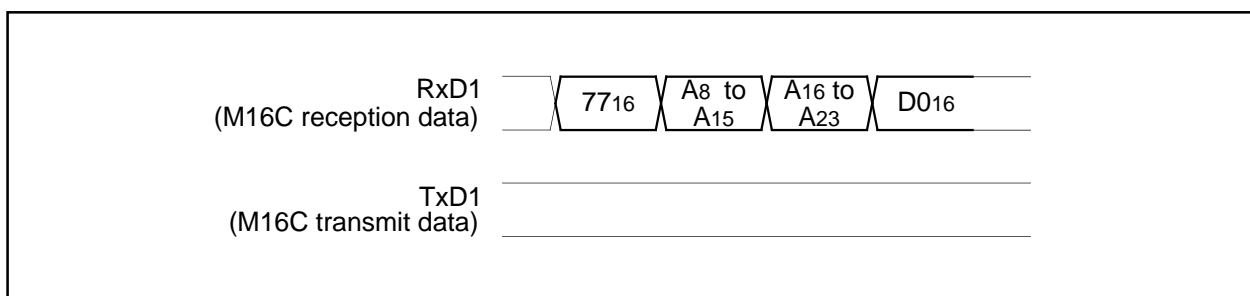 RxD1
(M16C reception data)
7716
A8 to
A15
A16 to
A23
D016
TxD1
(M16C transmit data)